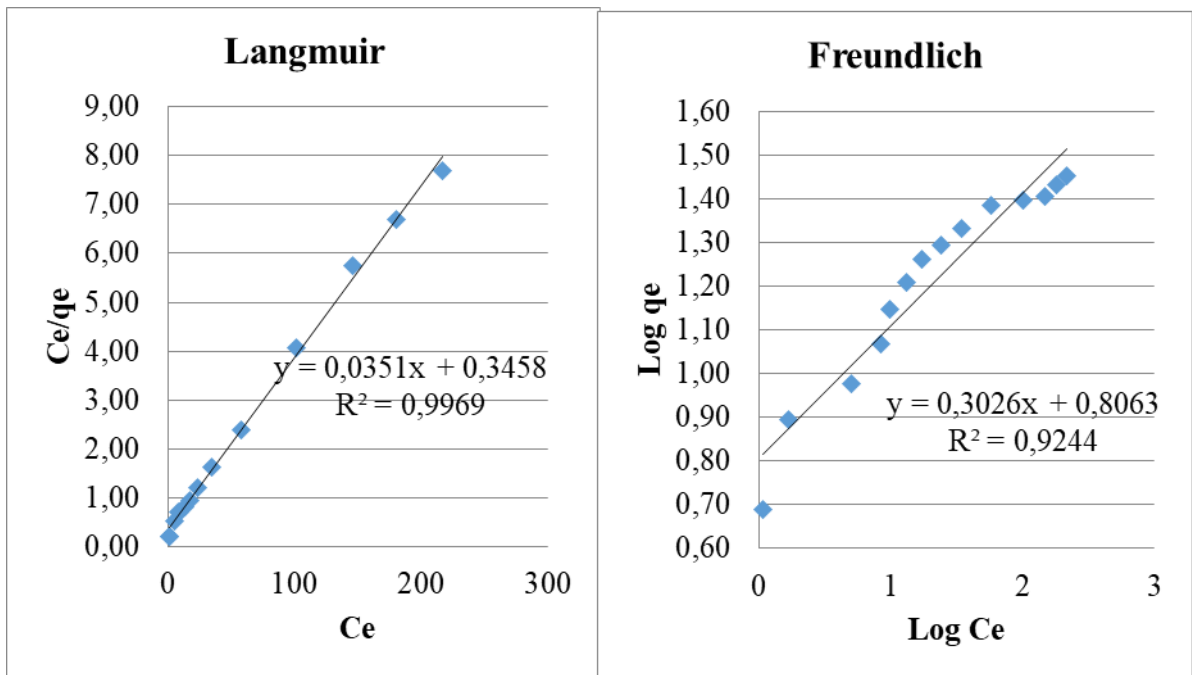 Langmuir
9,00
8,00
7,00
6,00
5,00
4,00
3,00
2,00
1,00
0,00
Ce/qe
y = 0,0351x + 0,3458
R² = 0,9969
0 100 200 300
Ce
Freundlich
1,60
1,50
1,40
1,30
1,20
1,10
1,00
0,90
0,80
0,70
0,60
Log qe
y = 0,3026x + 0,8063
R² = 0,9244
0 1 2 3
Log Ce